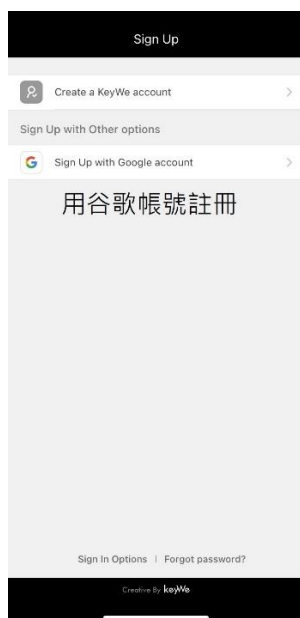 Sign Up
Create a KeyWe account
Sign Up with Other options
Sign Up with Google account
用谷歌帳號註冊
Sign In Options | Forgot password?
Creative By keyWe